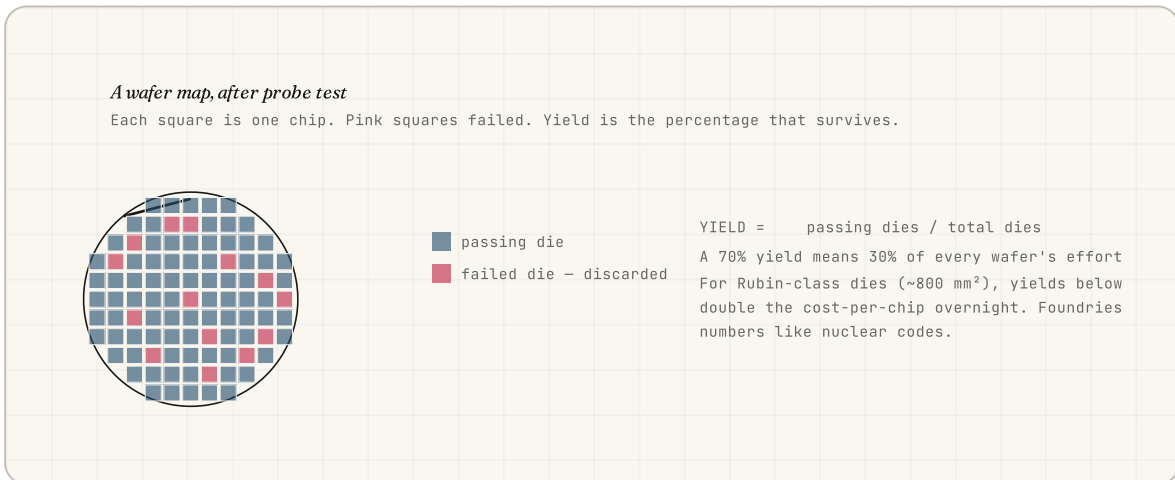 A wafer map, after probe test
Each square is one chip. Pink squares failed. Yield is the percentage that survives.
passing die
failed die — discarded
YIELD = passing dies / total dies
A 70% yield means 30% of every wafer's effort
For Rubin-class dies (~800 mm²), yields below
double the cost-per-chip overnight. Foundries
numbers like nuclear codes.